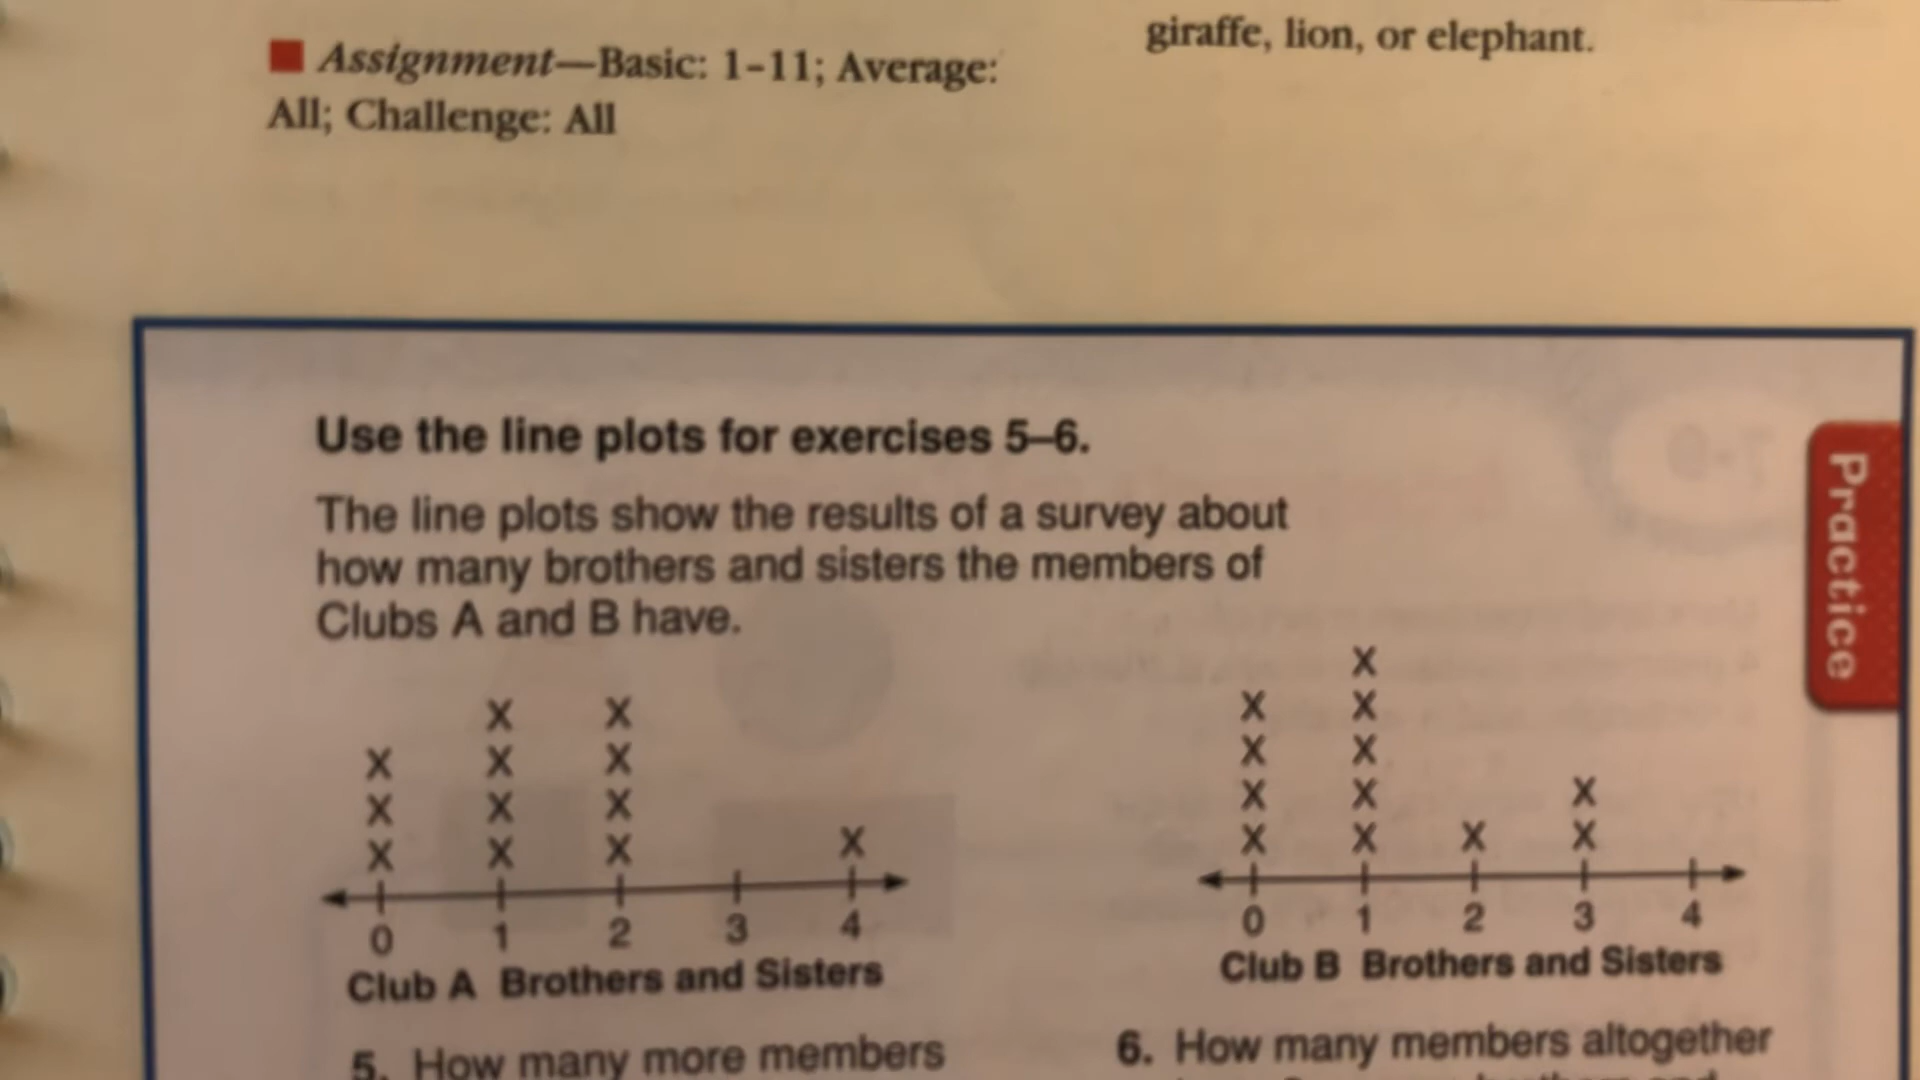 ■ Assignment—Basic: 1–11; Average:
All; Challenge: All
giraffe, lion, or elephant.
Use the line plots for exercises 5–6.
The line plots show the results of a survey about
how many brothers and sisters the members of
Clubs A and B have.
Practice
X X
X X X
X X X
X X X X
0 1 2 3 4
Club A Brothers and Sisters
X
X X
X X
X X X
X X X X
0 1 2 3 4
Club B Brothers and Sisters
5. How many more members
6. How many members altogether